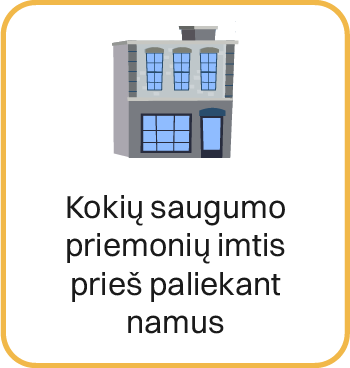 Kokių saugumo
priemonių imtis
prieš paliekant
namus